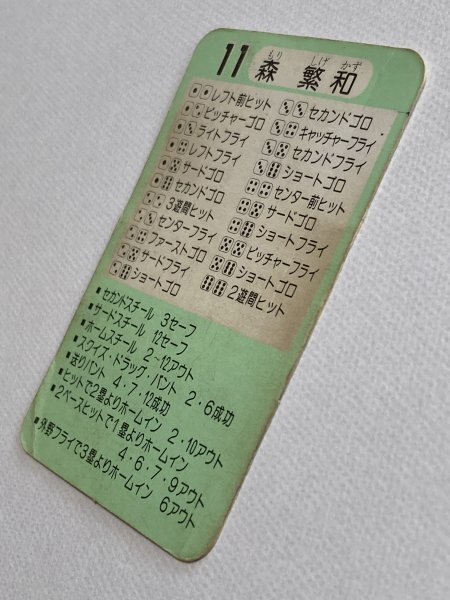 11 森 繁和
もり しげ かず
レフト前ヒット
ピッチャーゴロ
ライトフライ
レフトフライ
サードゴロ
セカンドゴロ
3遊間ヒット
センターフライ
ファーストゴロ
サードフライ
ショートゴロ
セカンドゴロ
キャッチャーフライ
セカンドフライ
ショートゴロ
センター前ヒット
サードゴロ
ショートフライ
ピッチャーフライ
ショートゴロ
2遊間ヒット
■セカンドスチール 3セーフ
■サードスチール 12セーフ
■ホームスチール 2~12アウト
■スクイズ・ドラッグ・バント 2・6成功
■送りバント 4・7・12成功
■ヒットで2塁よりホームイン 2・10アウト
■2ベースヒットで1塁よりホームイン
4・6・7・9アウト
■外野フライで3塁よりホームイン
6アウト